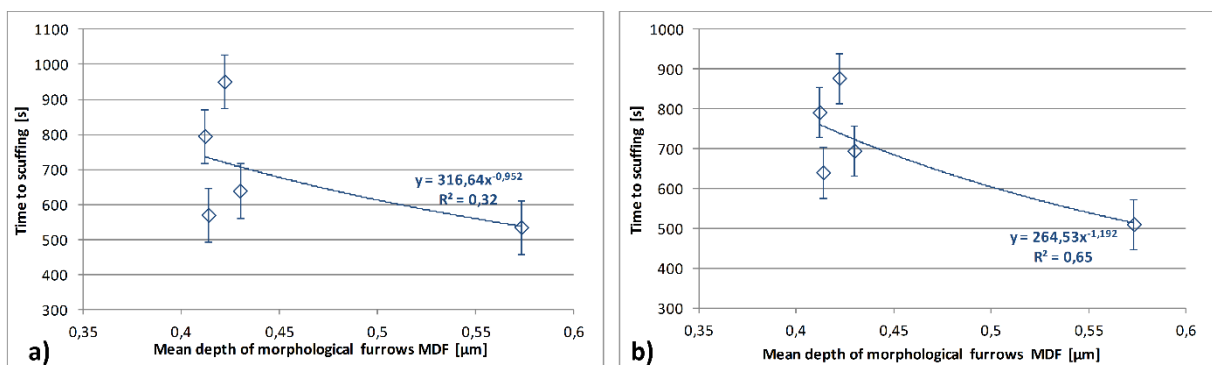 1100
1000
900
800
700
600
500
400
300
Time to scuffing [s]
y = 316,64x^-0,952
R² = 0,32
0,35 0,4 0,45 0,5 0,55 0,6
a) Mean depth of morphological furrows MDF [µm]
1000
900
800
700
600
500
400
300
Time to scuffing [s]
y = 264,53x^-1,192
R² = 0,65
0,35 0,4 0,45 0,5 0,55 0,6
b) Mean depth of morphological furrows MDF [µm]